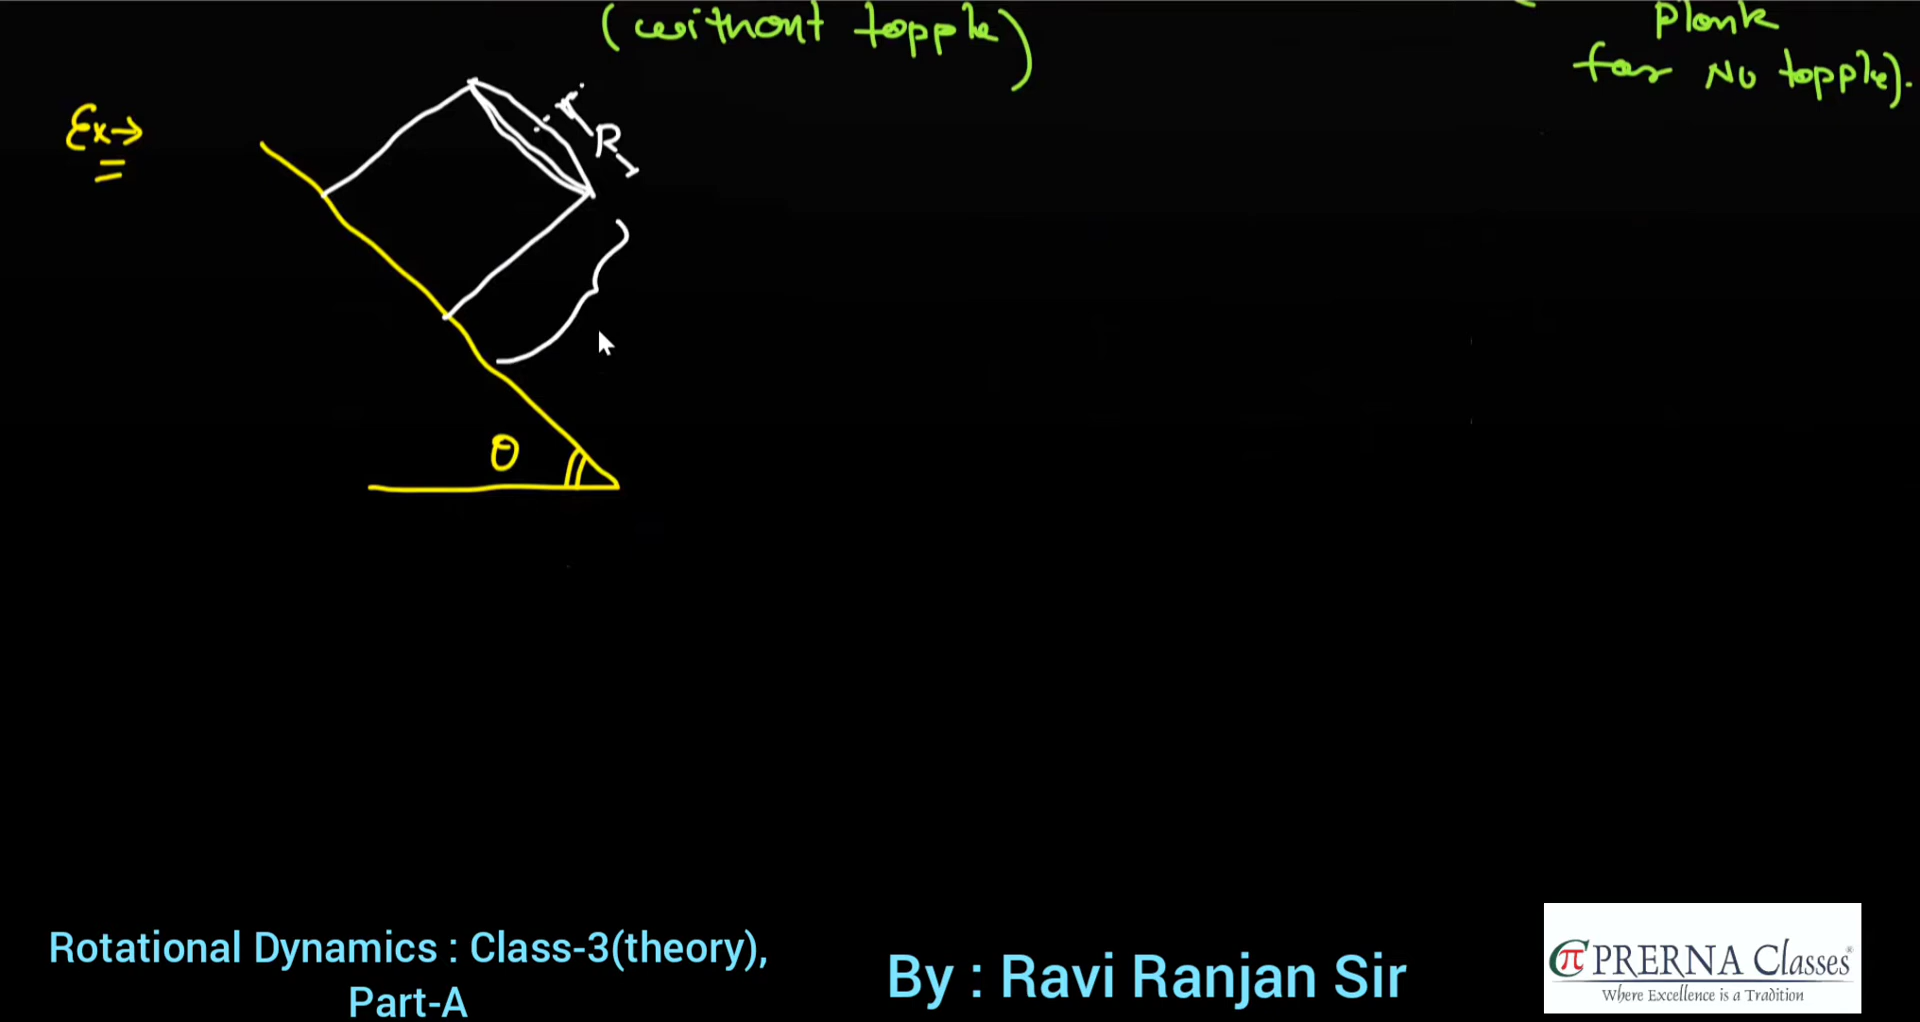 (without topple)
plank
for No topple).
Ex→
R
θ
Rotational Dynamics : Class-3(theory),
Part-A
By : Ravi Ranjan Sir
π PRERNA Classes®
Where Excellence is a Tradition